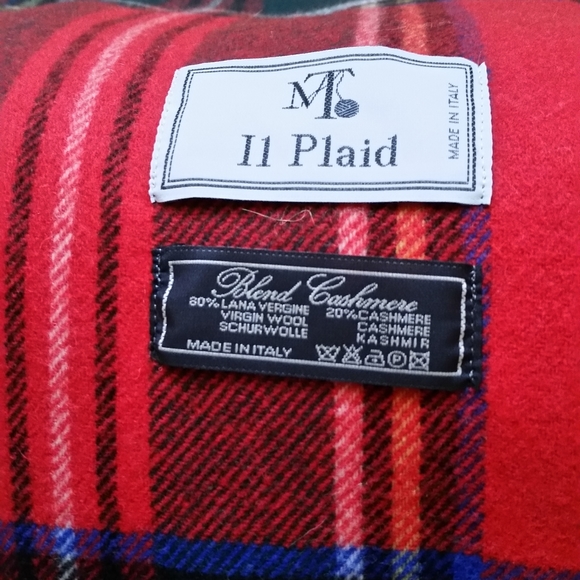 MT
Il Plaid
MADE IN ITALY
Blend Cashmere
80% LANA VERGINE 20% CASHMERE
VIRGIN WOOL CASHMERE
SCHURWOLLE KASHMIR
MADE IN ITALY P